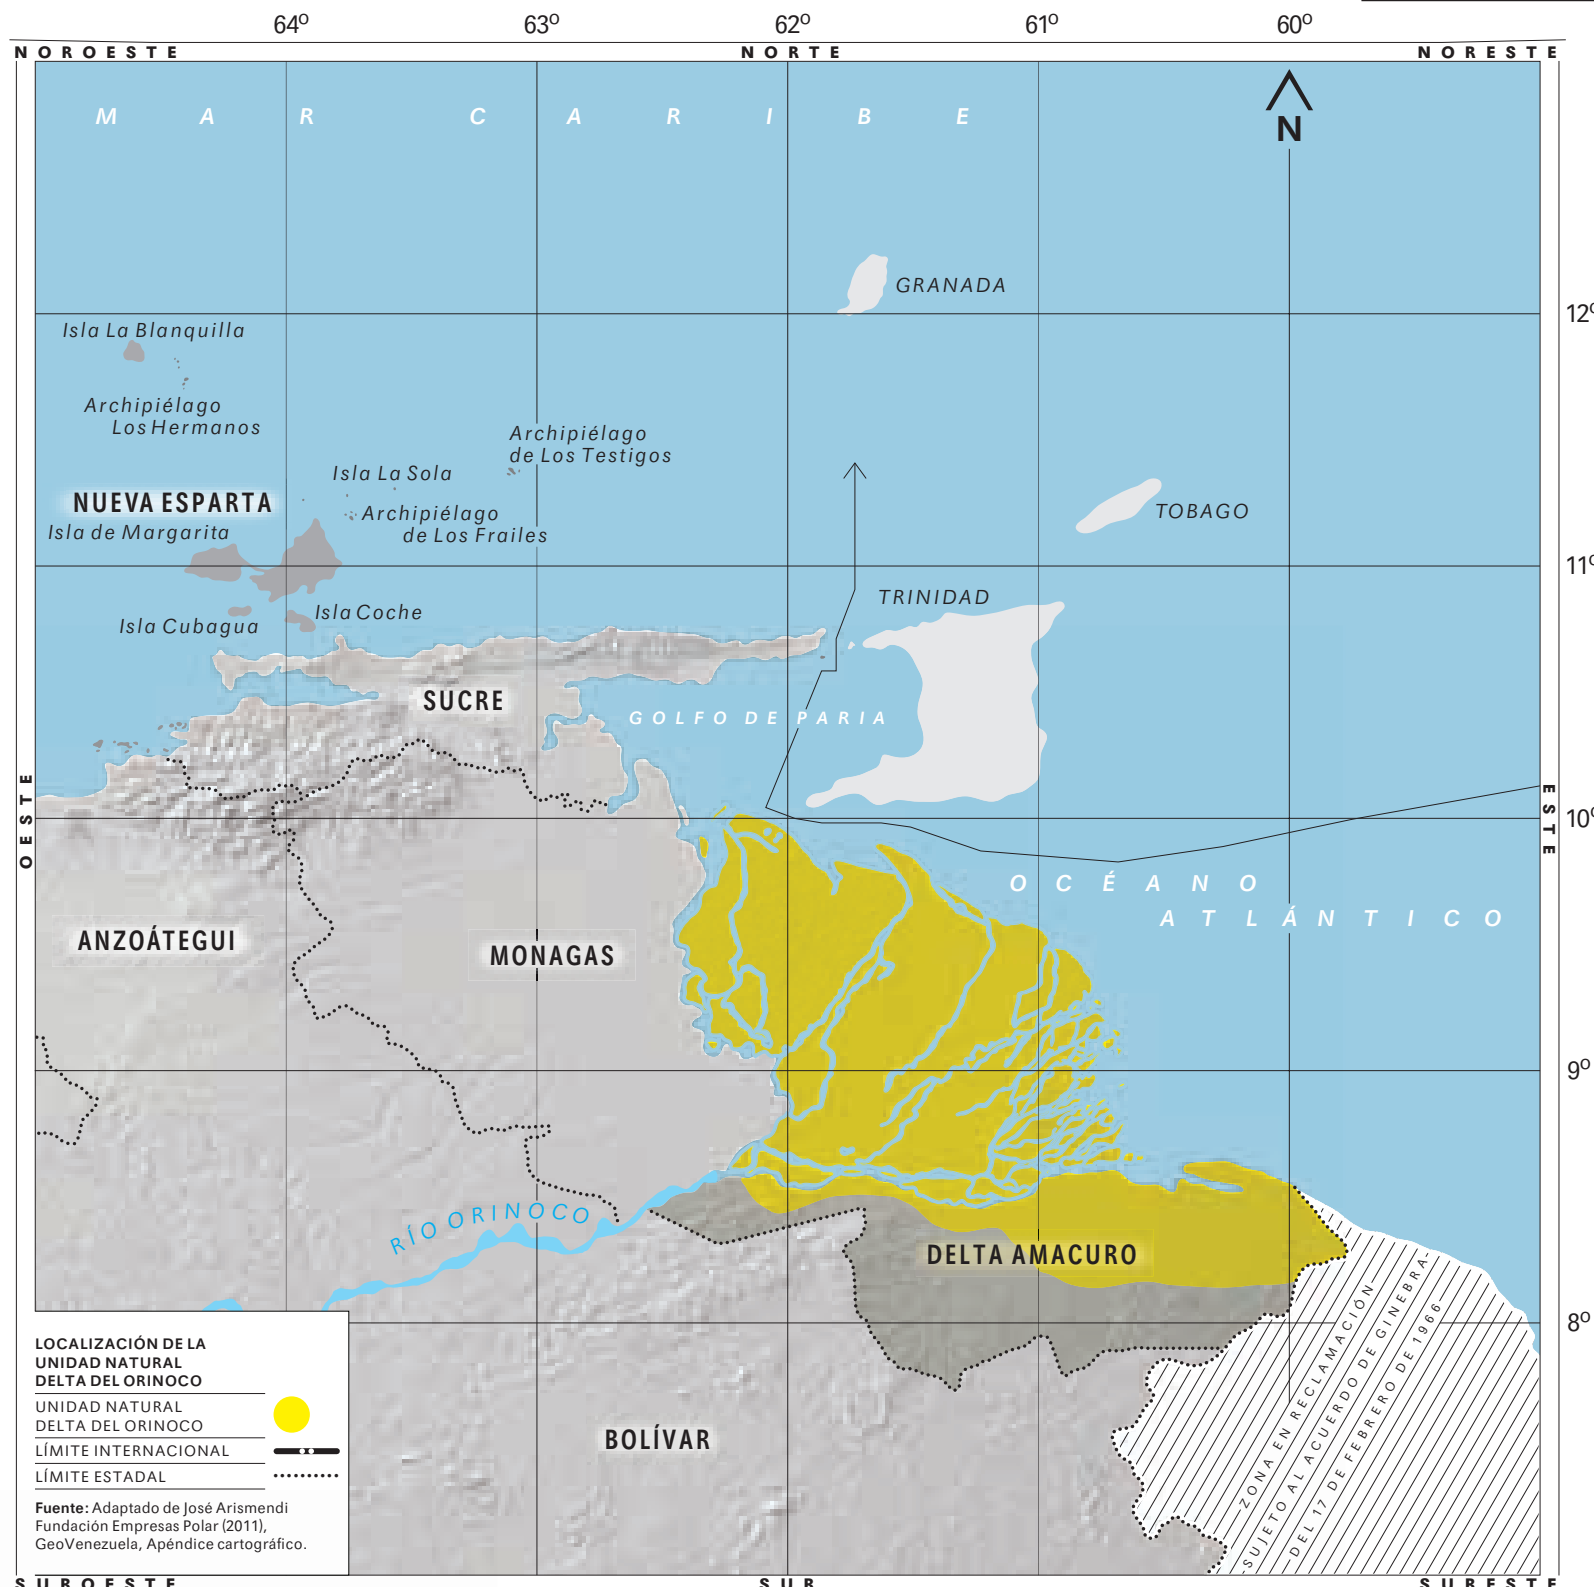 64º 63º 62º 61º 60º
NOROESTE NORTE NORESTE
MAR CARIBE
N
GRANADA
12º
Isla La Blanquilla
Archipiélago
Los Hermanos
Archipiélago
de Los Testigos
Isla La Sola
NUEVA ESPARTA
Isla de Margarita
Archipiélago
de Los Frailes
TOBAGO
11º
TRINIDAD
Isla Coche
Isla Cubagua
SUCRE
GOLFO DE PARIA
OESTE
ESTE
10º
OCÉANO
ATLÁNTICO
ANZOÁTEGUI
MONAGAS
9º
RÍO ORINOCO
DELTA AMACURO
8º
ZONA EN RECLAMACIÓN
SUJETO AL ACUERDO DE GINEBRA
DEL 17 DE FEBRERO DE 1966
BOLÍVAR
LOCALIZACIÓN DE LA
UNIDAD NATURAL
DELTA DEL ORINOCO
UNIDAD NATURAL
DELTA DEL ORINOCO
LÍMITE INTERNACIONAL
LÍMITE ESTADAL
Fuente: Adaptado de José Arismendi
Fundación Empresas Polar (2011),
GeoVenezuela, Apéndice cartográfico.
SUROESTE SUR SURESTE